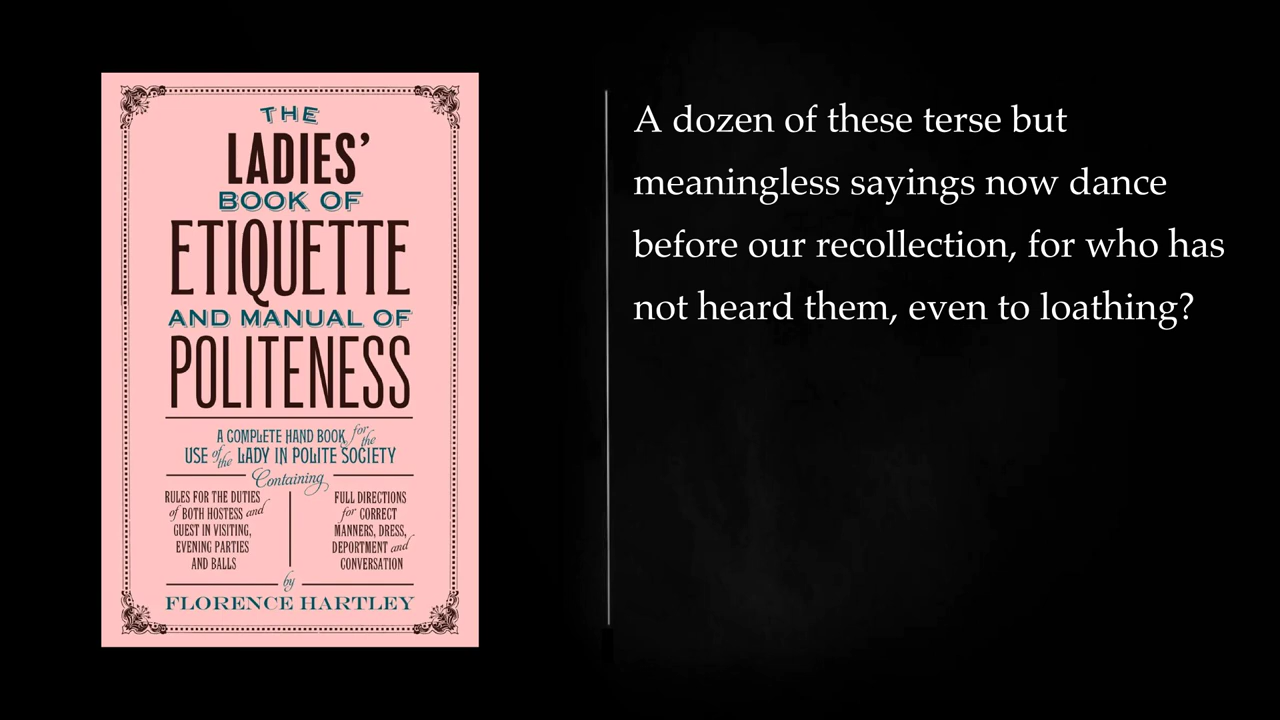 THE
LADIES'
BOOK OF
ETIQUETTE
AND MANUAL OF
POLITENESS
A COMPLETE HAND BOOK for the
USE of the LADY IN POLITE SOCIETY
Containing
RULES FOR THE DUTIES
of BOTH HOSTESS and
GUEST IN VISITING,
EVENING PARTIES
AND BALLS
FULL DIRECTIONS
for CORRECT
MANNERS, DRESS,
DEPORTMENT and
CONVERSATION
by
FLORENCE HARTLEY
A dozen of these terse but
meaningless sayings now dance
before our recollection, for who has
not heard them, even to loathing?